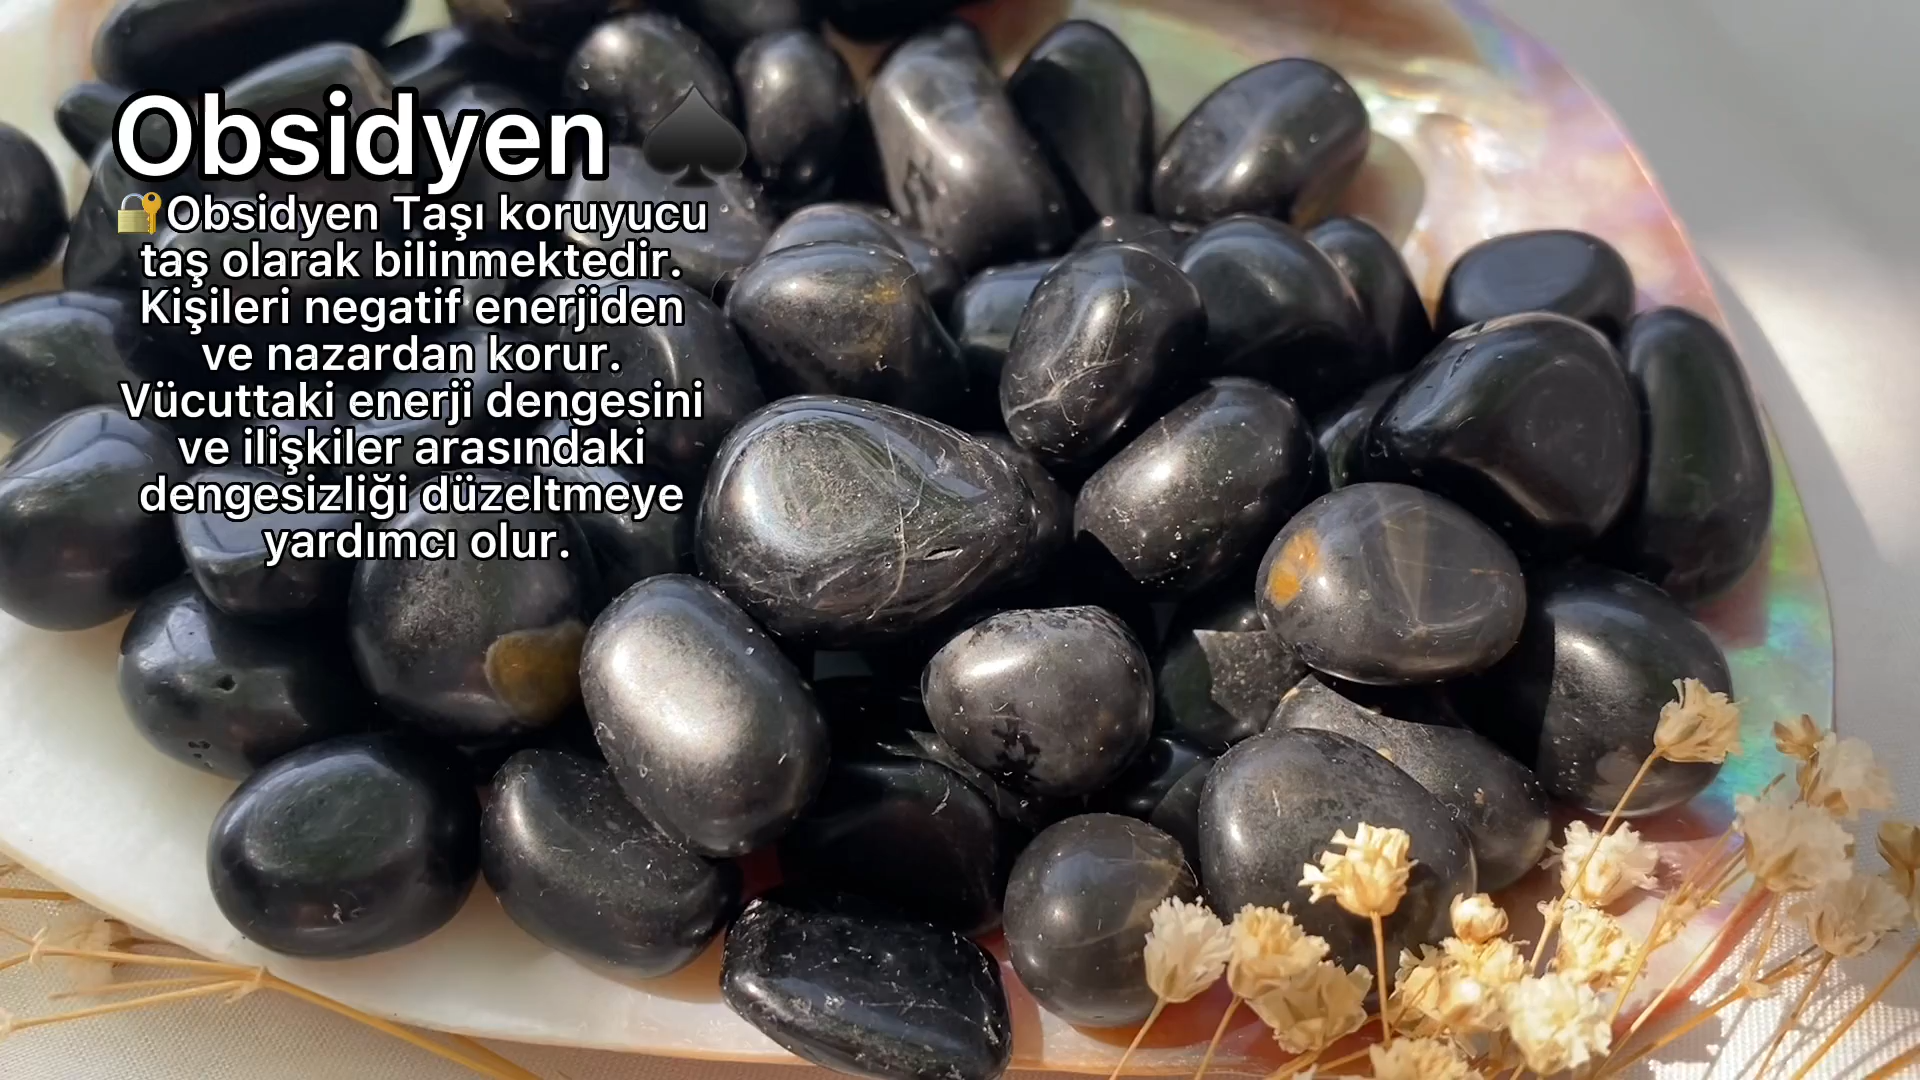 Obsidyen ♠️
🔐Obsidyen Taşı koruyucu
taş olarak bilinmektedir.
Kişileri negatif enerjiden
ve nazardan korur.
Vücuttaki enerji dengesini
ve ilişkiler arasındaki
dengesizliği düzeltmeye
yardımcı olur.